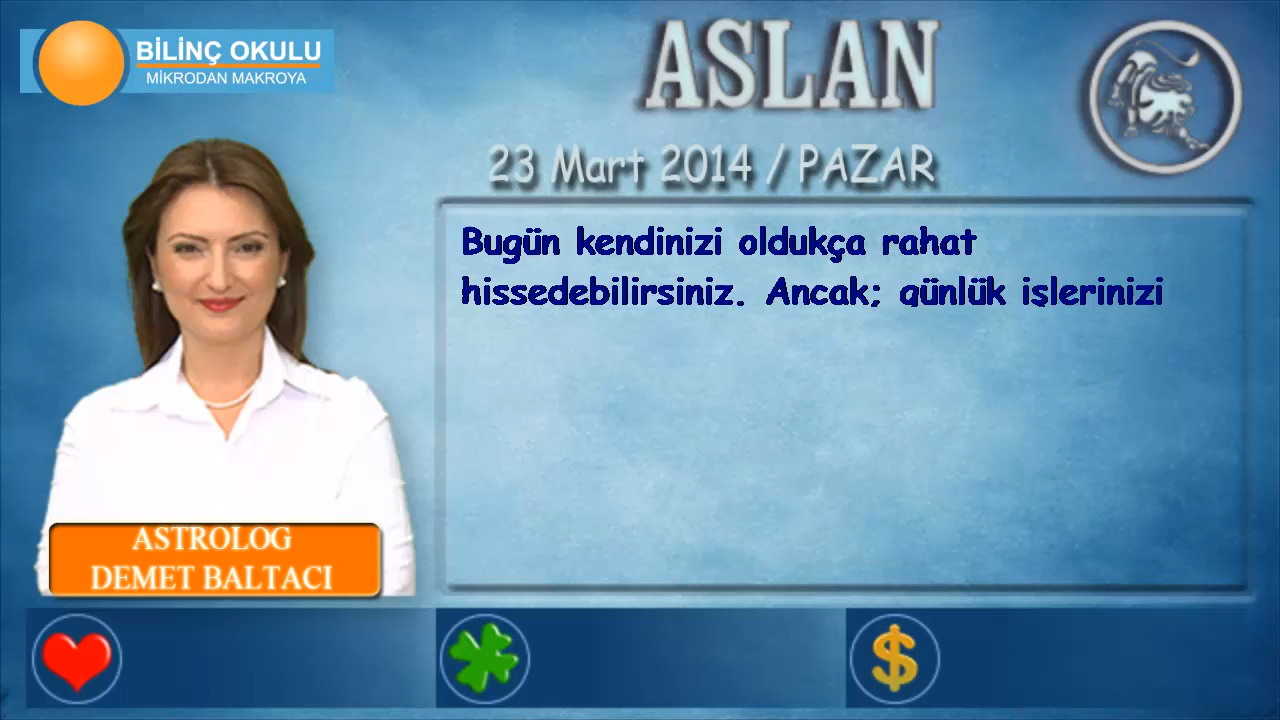 BİLİNÇ OKULU
MİKRODAN MAKROYA
ASLAN
23 Mart 2014 / PAZAR
Bugün kendinizi oldukça rahat
hissedebilirsiniz. Ancak; günlük işlerinizi
ASTROLOG
DEMET BALTACI